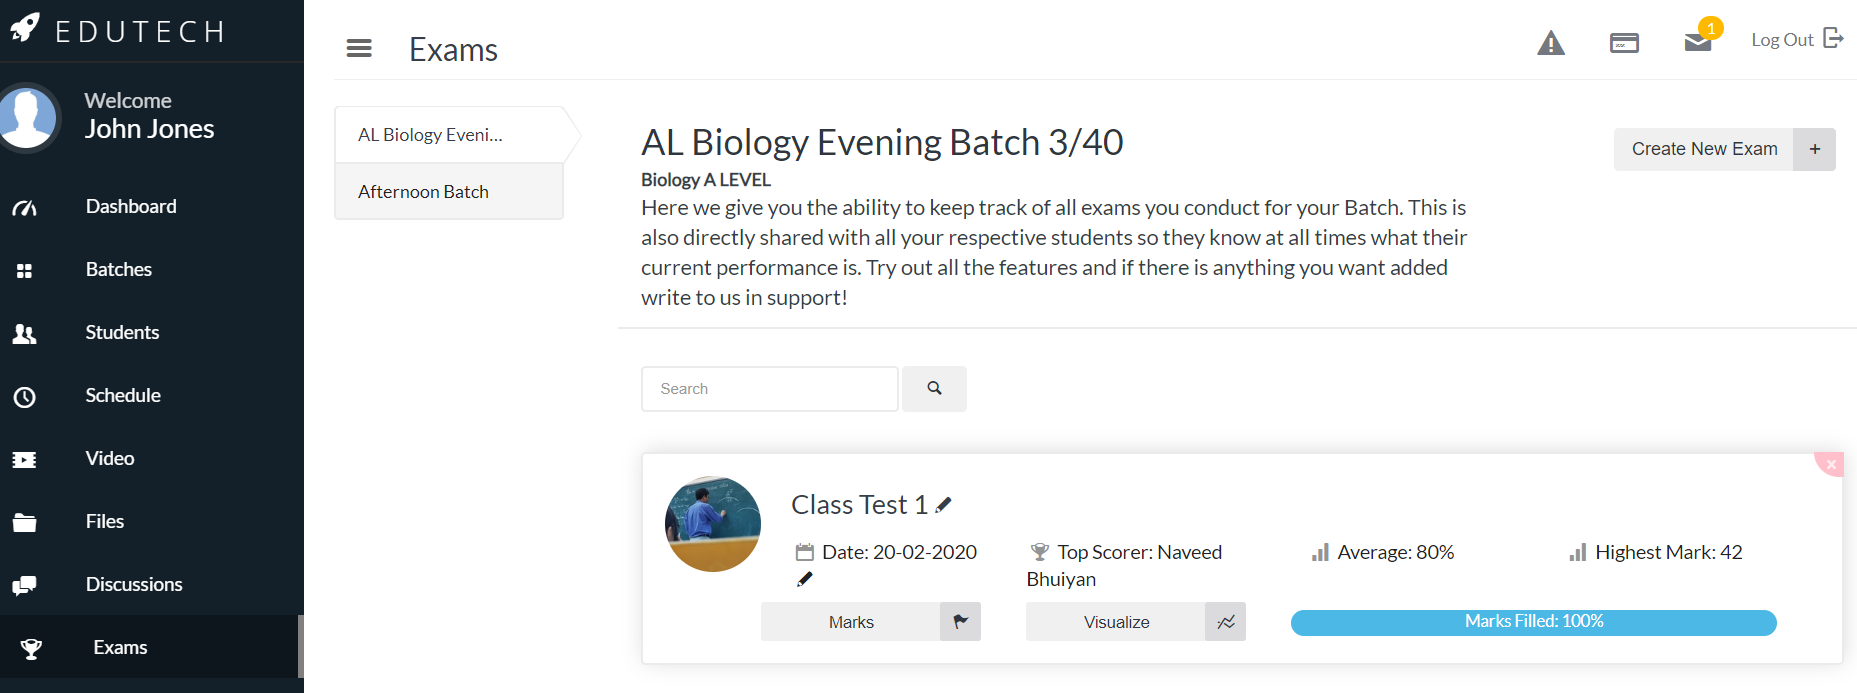 EDUTECH
Welcome
John Jones
Dashboard
Batches
Students
Schedule
Video
Files
Discussions
Exams
Exams
1
Log Out
AL Biology Eveni...
Afternoon Batch
AL Biology Evening Batch 3/40
Biology A LEVEL
Here we give you the ability to keep track of all exams you conduct for your Batch. This is
also directly shared with all your respective students so they know at all times what their
current performance is. Try out all the features and if there is anything you want added
write to us in support!
Create New Exam +
Search
x
Class Test 1
Date: 20-02-2020
Top Scorer: Naveed
Bhuiyan
Average: 80%
Highest Mark: 42
Marks
Visualize
Marks Filled: 100%